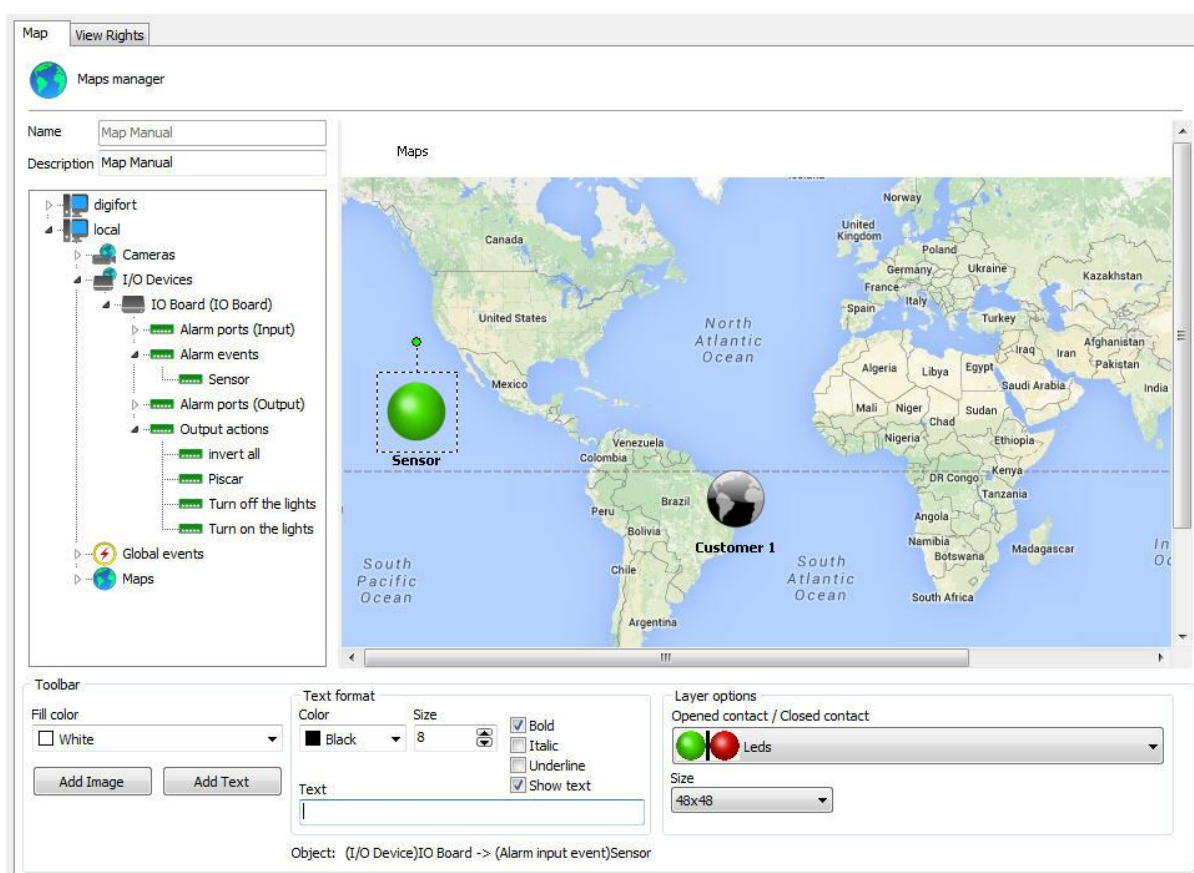 Map View Rights
Maps manager
Name Map Manual
Description Map Manual
digifort
local
Cameras
I/O Devices
IO Board (IO Board)
Alarm ports (Input)
Alarm events
Sensor
Alarm ports (Output)
Output actions
invert all
Piscar
Turn off the lights
Turn on the lights
Global events
Maps
Maps
Norway
United
Kingdom
Canada
Poland
Germany
Ukraine
Kazakhstan
France
Italy
Spain
Turkey
United States
North
Atlantic
Ocean
Afghanistan
Iraq
Iran
Pakistan
Algeria
Libya
Egypt
Saudi Arabia
India
Mexico
Mali
Niger
Chad
Sudan
Nigeria
Ethiopia
Venezuela
Colombia
Sensor
Kenya
DR Congo
Tanzania
Brazil
Peru
Angola
Bolivia
Customer 1
Namibia
Botswana
Madagascar
South
Pacific
Ocean
Chile
South
Atlantic
Ocean
South Africa
In
Oc
Argentina
Toolbar
Fill color
White
Add Image Add Text
Text format
Color Size
Black 8
Bold
Italic
Underline
Show text
Text
Layer options
Opened contact / Closed contact
Leds
Size
48x48
Object: (I/O Device)IO Board -> (Alarm input event)Sensor